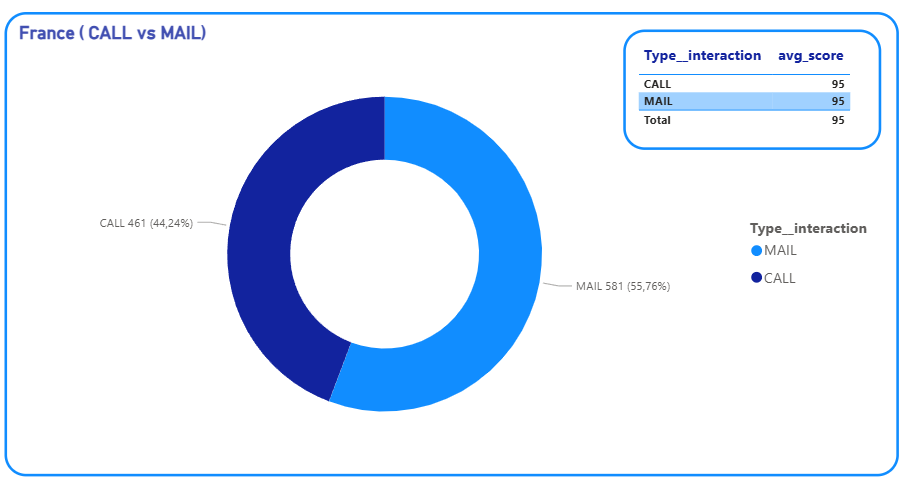 France ( CALL vs MAIL)
Type__interaction avg_score
CALL 95
MAIL 95
Total 95
CALL 461 (44,24%)
MAIL 581 (55,76%)
Type__interaction
MAIL
CALL